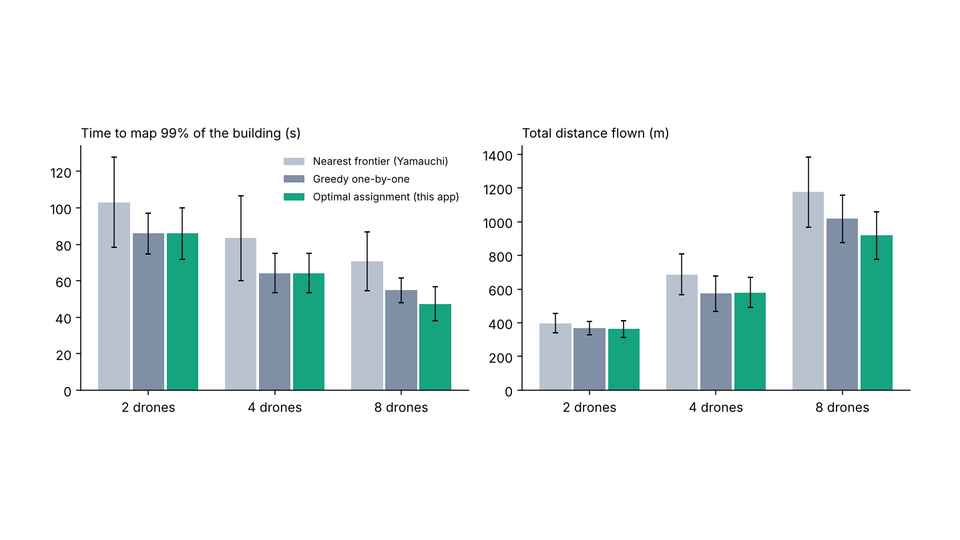 Time to map 99% of the building (s)
120
100
80
60
40
20
0
Nearest frontier (Yamauchi)
Greedy one-by-one
Optimal assignment (this app)
2 drones
4 drones
8 drones
Total distance flown (m)
1400
1200
1000
800
600
400
200
0
2 drones
4 drones
8 drones